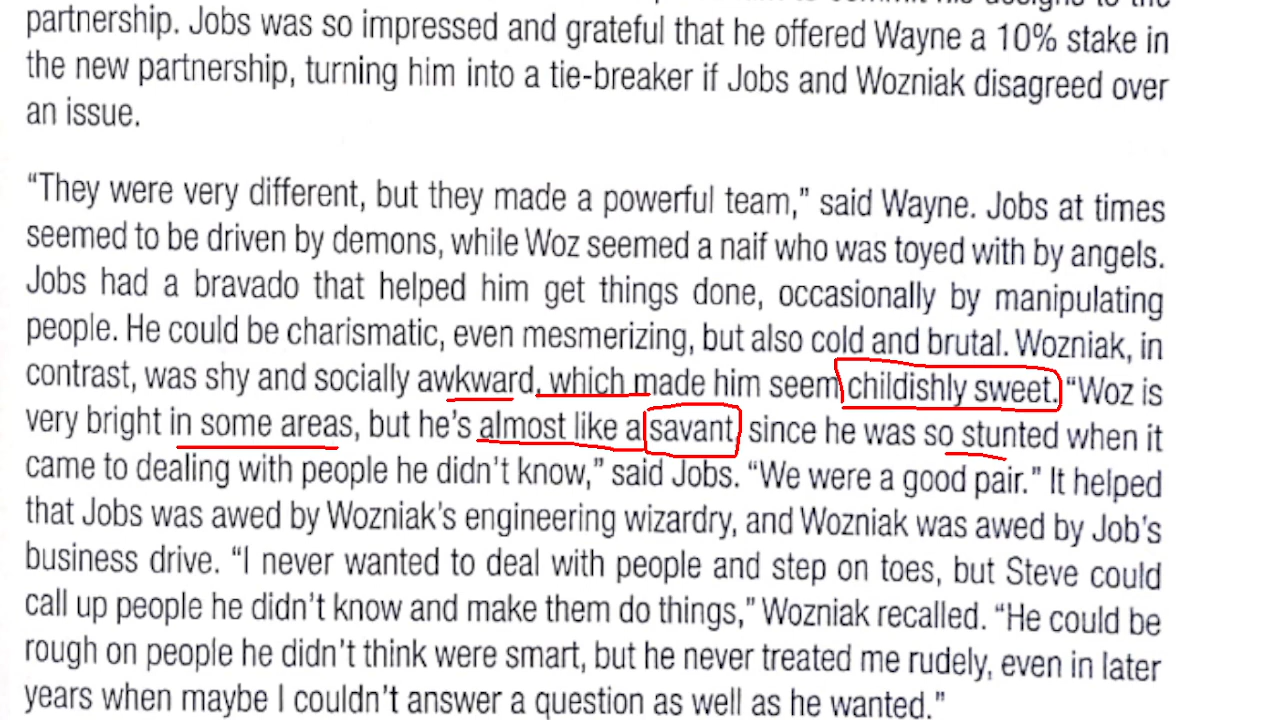 partnership. Jobs was so impressed and grateful that he offered Wayne a 10% stake in
the new partnership, turning him into a tie-breaker if Jobs and Wozniak disagreed over
an issue.
“They were very different, but they made a powerful team,” said Wayne. Jobs at times
seemed to be driven by demons, while Woz seemed a naif who was toyed with by angels.
Jobs had a bravado that helped him get things done, occasionally by manipulating
people. He could be charismatic, even mesmerizing, but also cold and brutal. Wozniak, in
contrast, was shy and socially awkward, which made him seem childishly sweet. “Woz is
very bright in some areas, but he’s almost like a savant since he was so stunted when it
came to dealing with people he didn’t know,” said Jobs. “We were a good pair.” It helped
that Jobs was awed by Wozniak’s engineering wizardry, and Wozniak was awed by Job’s
business drive. “I never wanted to deal with people and step on toes, but Steve could
call up people he didn’t know and make them do things,” Wozniak recalled. “He could be
rough on people he didn’t think were smart, but he never treated me rudely, even in later
years when maybe I couldn’t answer a question as well as he wanted.”